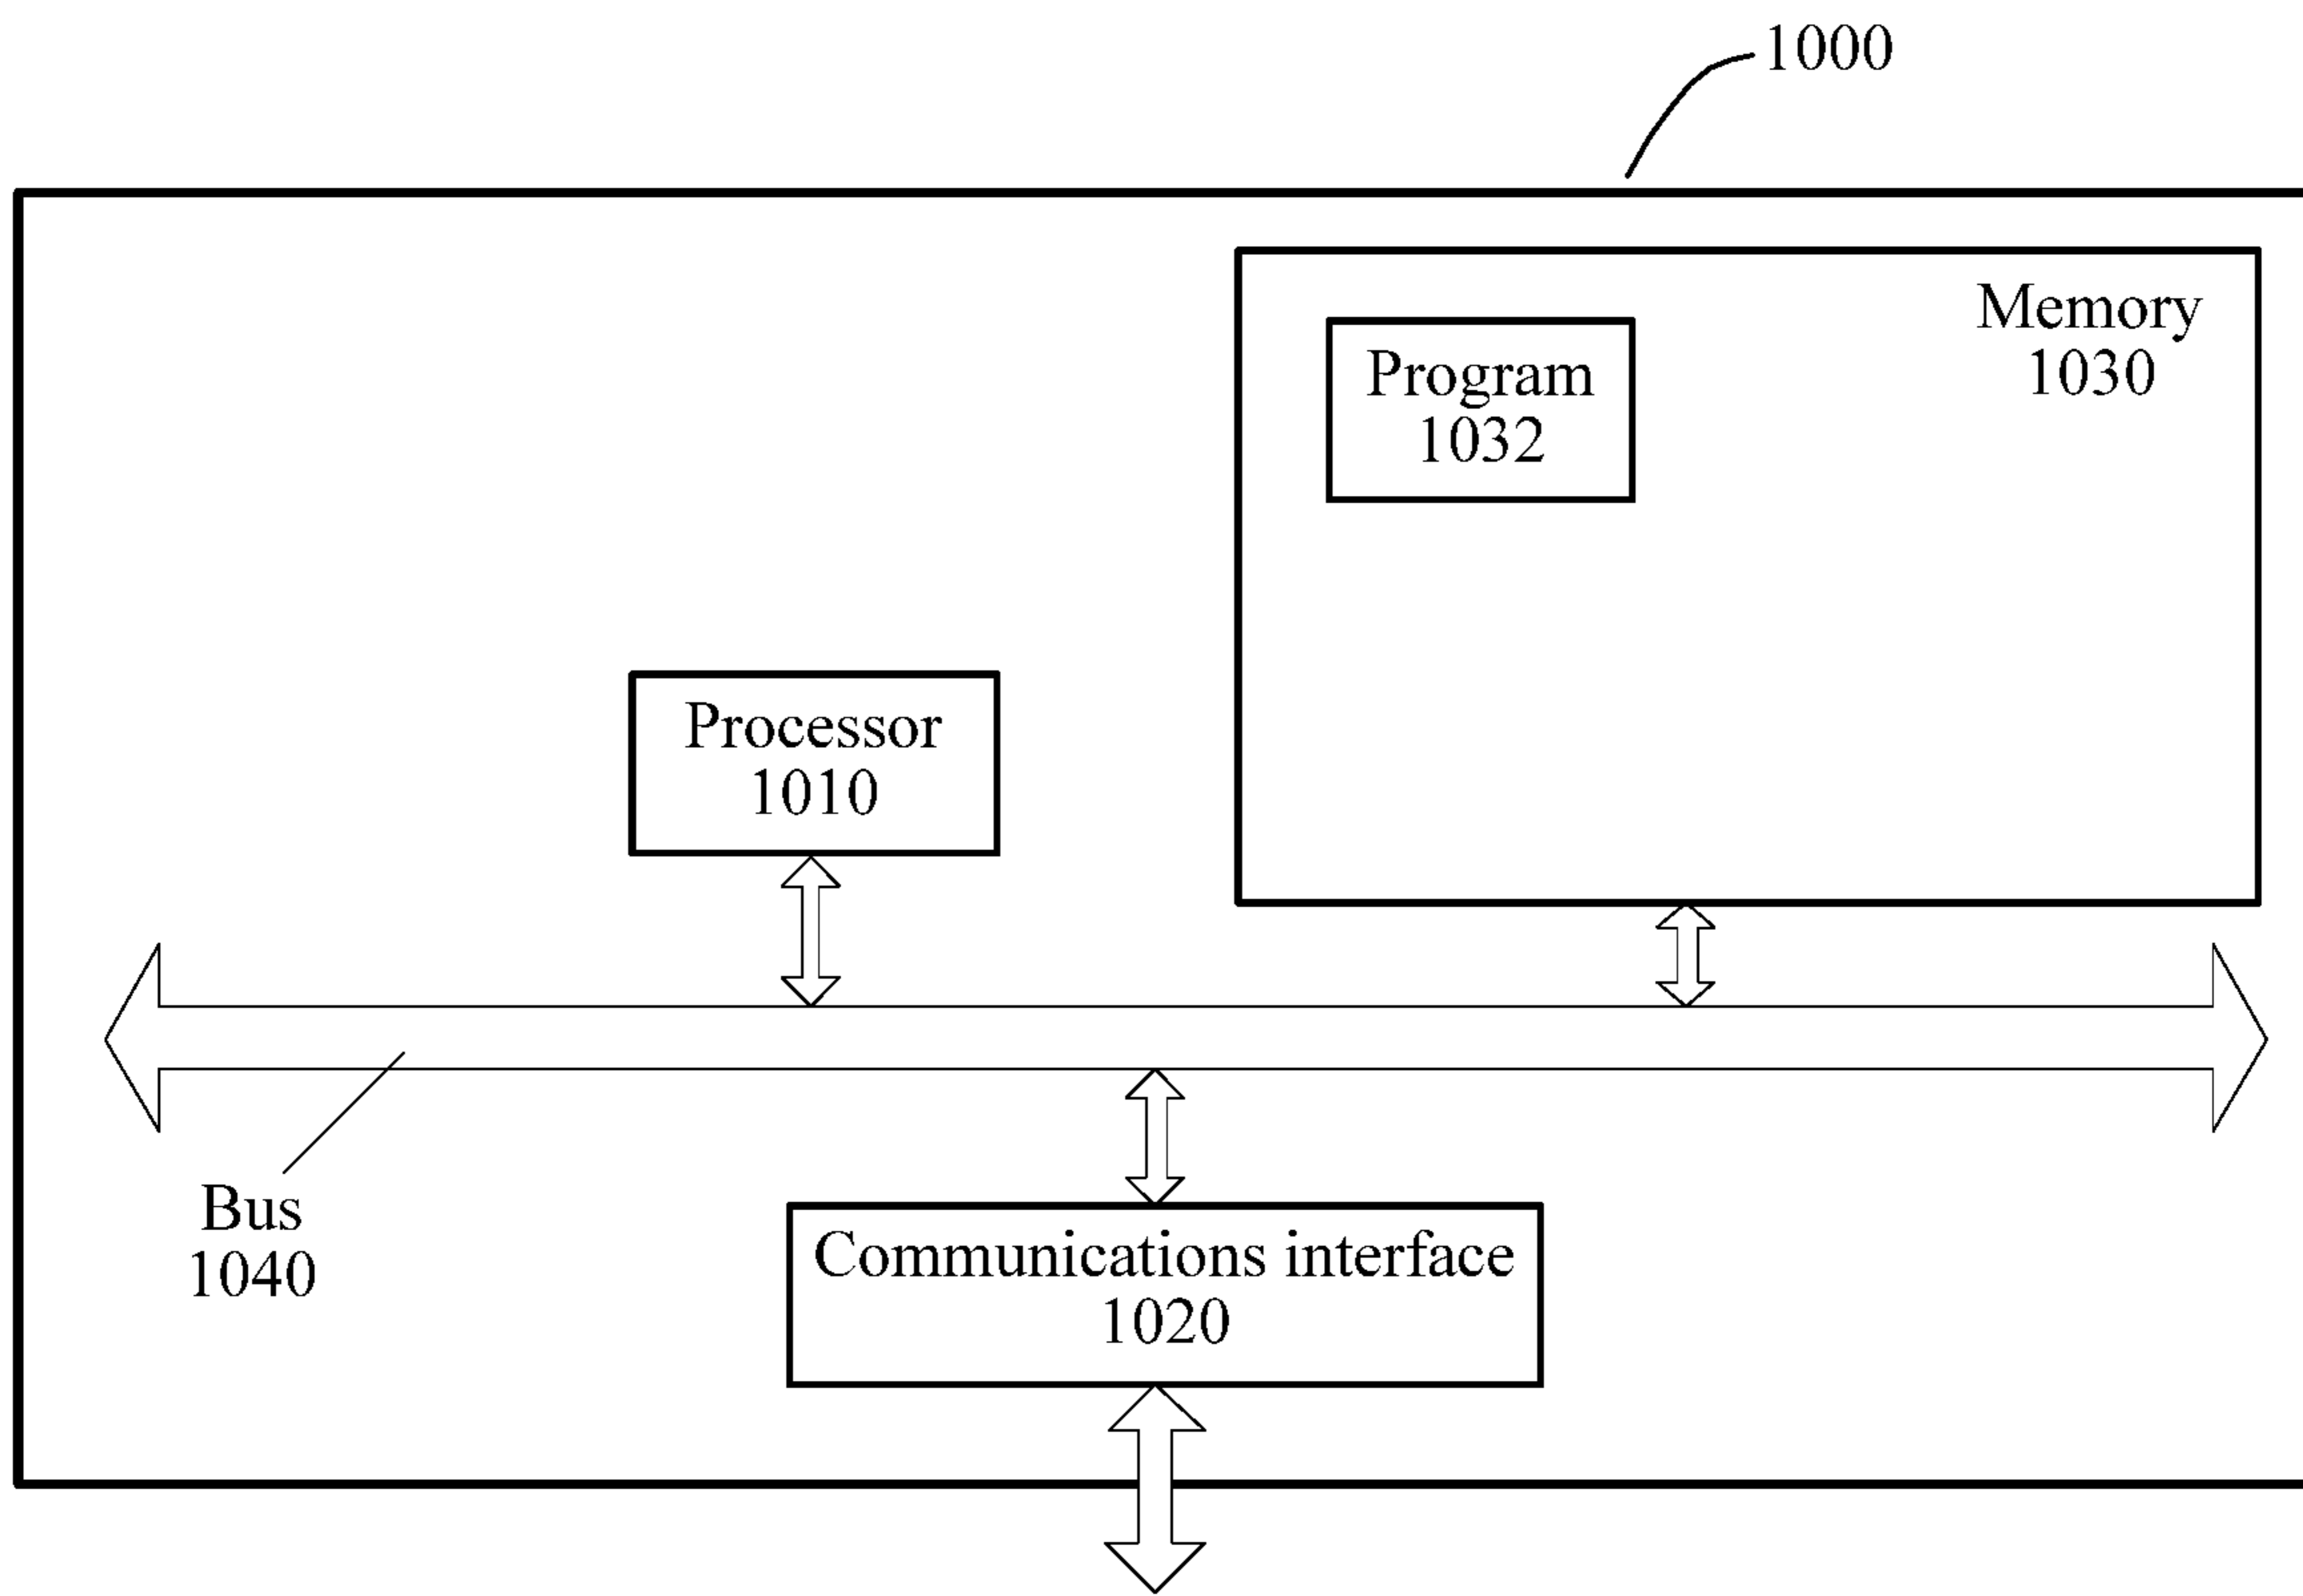 1000
Memory
1030
Program
1032
Processor
1010
Bus
1040
Communications interface
1020